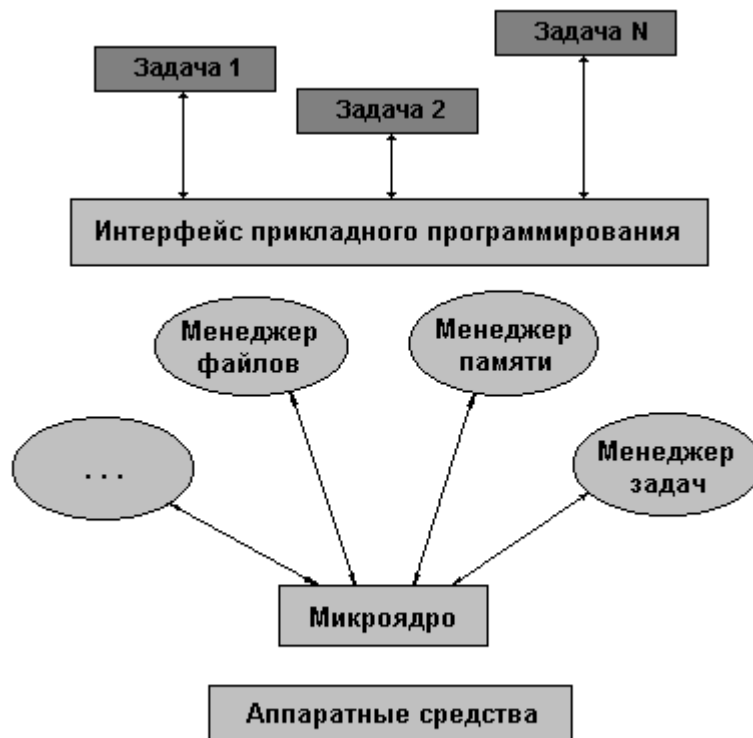 Задача N
Задача 1
Задача 2
Интерфейс прикладного программирования
Менеджер
файлов
Менеджер
памяти
. . .
Менеджер
задач
Микроядро
Аппаратные средства